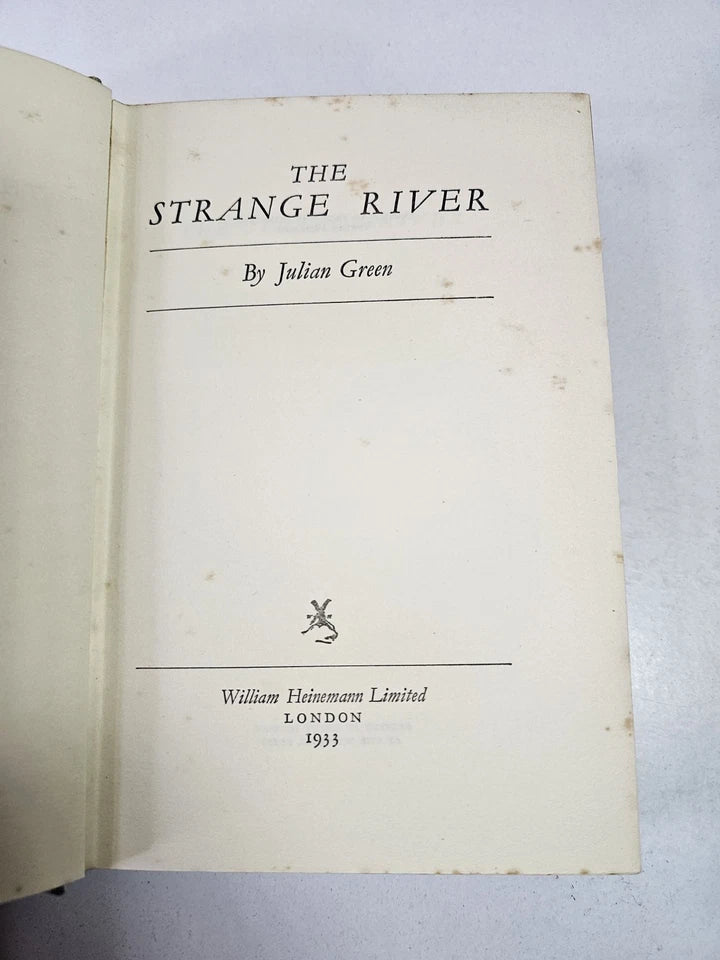 THE
STRANGE RIVER
By Julian Green
William Heinemann Limited
LONDON
1933